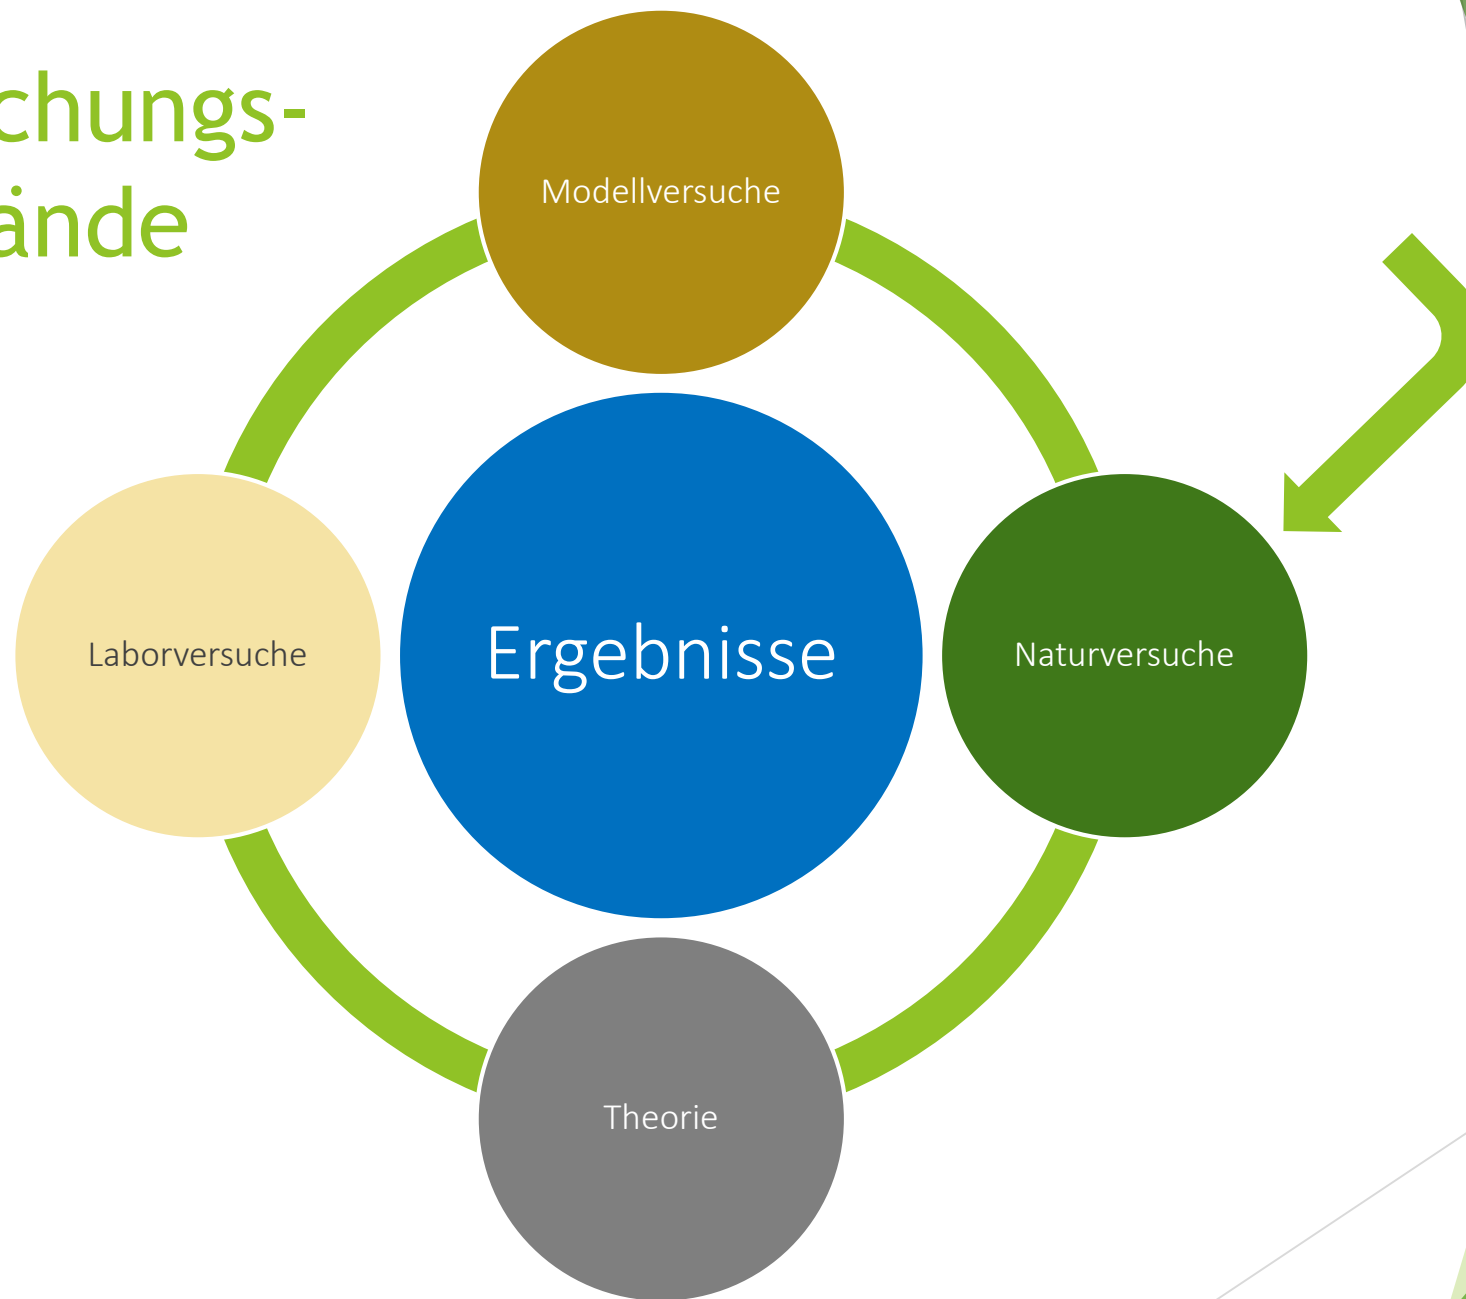 chungs-
ände
Modellversuche
Laborversuche
Ergebnisse
Naturversuche
Theorie